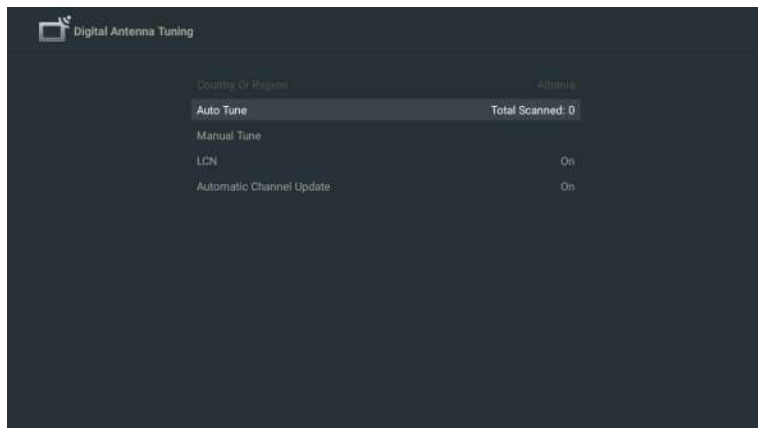 Digital Antenna Tuning
Country Or Region Albania
Auto Tune Total Scanned: 0
Manual Tune
LCN On
Automatic Channel Update On